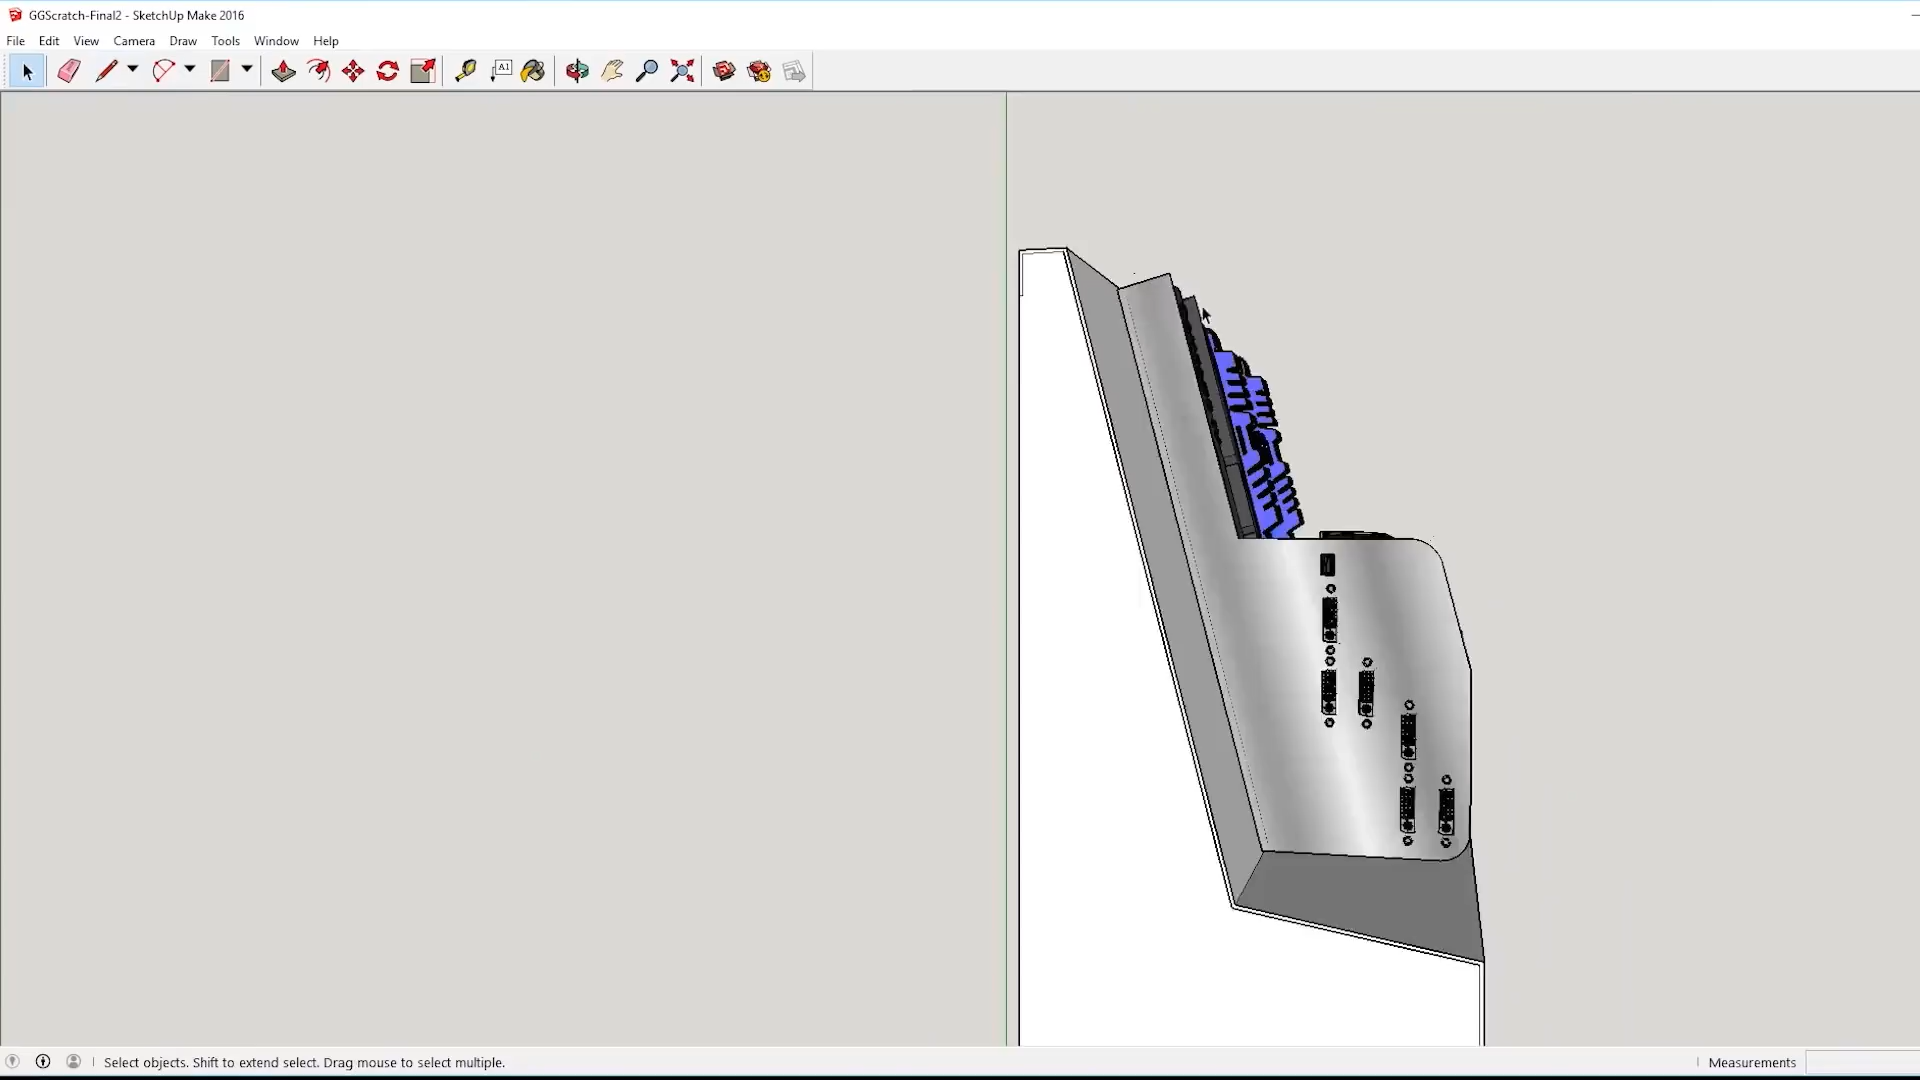 GGScratch-Final2 - SketchUp Make 2016
File Edit View Camera Draw Tools Window Help
A1
Select objects. Shift to extend select. Drag mouse to select multiple.
Measurements